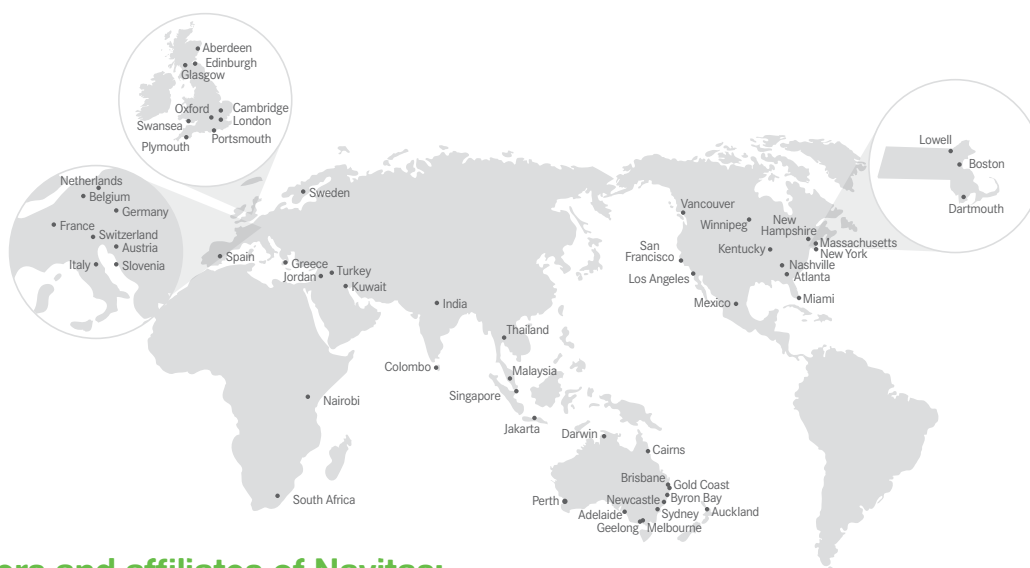 Aberdeen
Edinburgh
Glasgow
Oxford
Cambridge
London
Swansea
Portsmouth
Plymouth
Netherlands
Belgium
Germany
France
Switzerland
Austria
Italy
Slovenia
Sweden
Spain
Greece
Turkey
Jordan
Kuwait
India
Thailand
Colombo
Malaysia
Singapore
Jakarta
Nairobi
South Africa
Darwin
Cairns
Brisbane
Gold Coast
Byron Bay
Perth
Newcastle
Adelaide
Sydney
Auckland
Geelong
Melbourne
Vancouver
Winnipeg
New
Hampshire
Massachusetts
New York
San
Francisco
Kentucky
Los Angeles
Nashville
Atlanta
Mexico
Miami
Lowell
Boston
Dartmouth
and affiliates of Navitas: